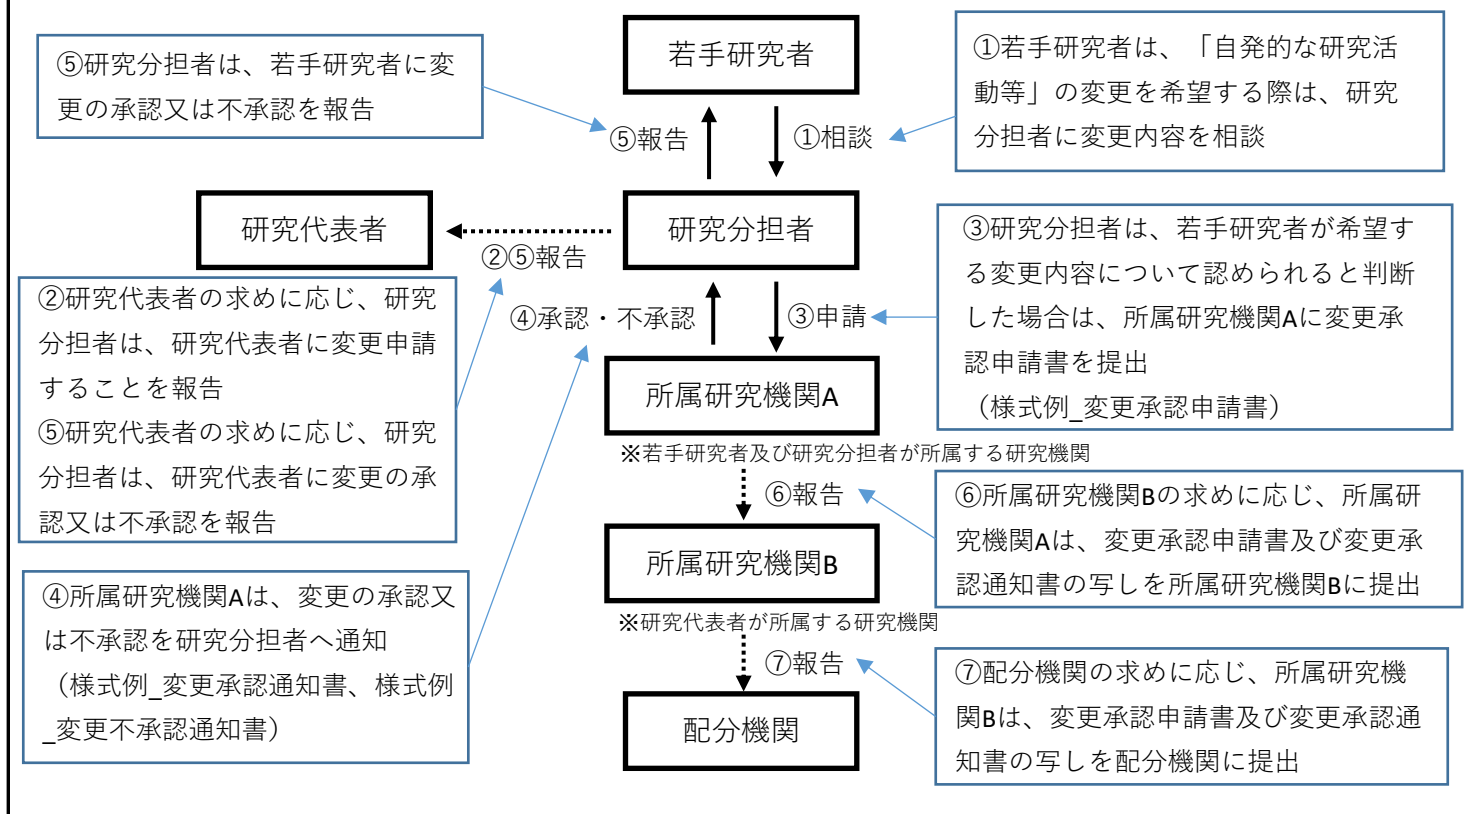 若手研究者
⑤研究分担者は、若手研究者に変
更の承認又は不承認を報告
①若手研究者は、「自発的な研究活
動等」の変更を希望する際は、研究
分担者に変更内容を相談
⑤報告
①相談
研究代表者
研究分担者
②⑤報告
③研究分担者は、若手研究者が希望す
る変更内容について認められると判断
した場合は、所属研究機関Aに変更承
認申請書を提出
（様式例_変更承認申請書）
②研究代表者の求めに応じ、研究
分担者は、研究代表者に変更申請
することを報告
⑤研究代表者の求めに応じ、研究
分担者は、研究代表者に変更の承
認又は不承認を報告
④承認・不承認
③申請
所属研究機関A
※若手研究者及び研究分担者が所属する研究機関
⑥報告
⑥所属研究機関Bの求めに応じ、所属研
究機関Aは、変更承認申請書及び変更承
認通知書の写しを所属研究機関Bに提出
所属研究機関B
※研究代表者が所属する研究機関
④所属研究機関Aは、変更の承認又
は不承認を研究分担者へ通知
（様式例_変更承認通知書、様式例
_変更不承認通知書）
⑦報告
⑦配分機関の求めに応じ、所属研究機
関Bは、変更承認申請書及び変更承認通
知書の写しを配分機関に提出
配分機関